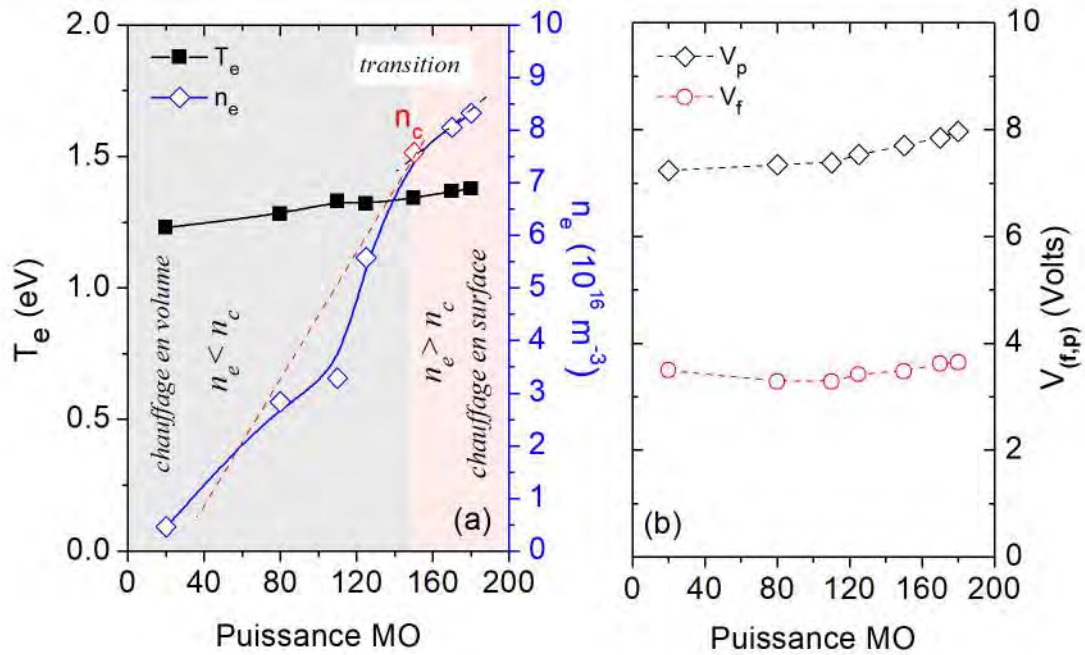 2.0
1.5
1.0
0.5
0.0
T_e (eV)
T_e
n_e
transition
n_c
chauffage en volume
n_e < n_c
n_e > n_c
chauffage en surface
(a)
0 40 80 120 160 200
Puissance MO
10
9
8
7
6
5
4
3
2
1
0
n_e (10^16 m^-3)
V_p
V_f
(b)
0 40 80 120 160 200
Puissance MO
10
8
6
4
2
0
V_(f,p) (Volts)